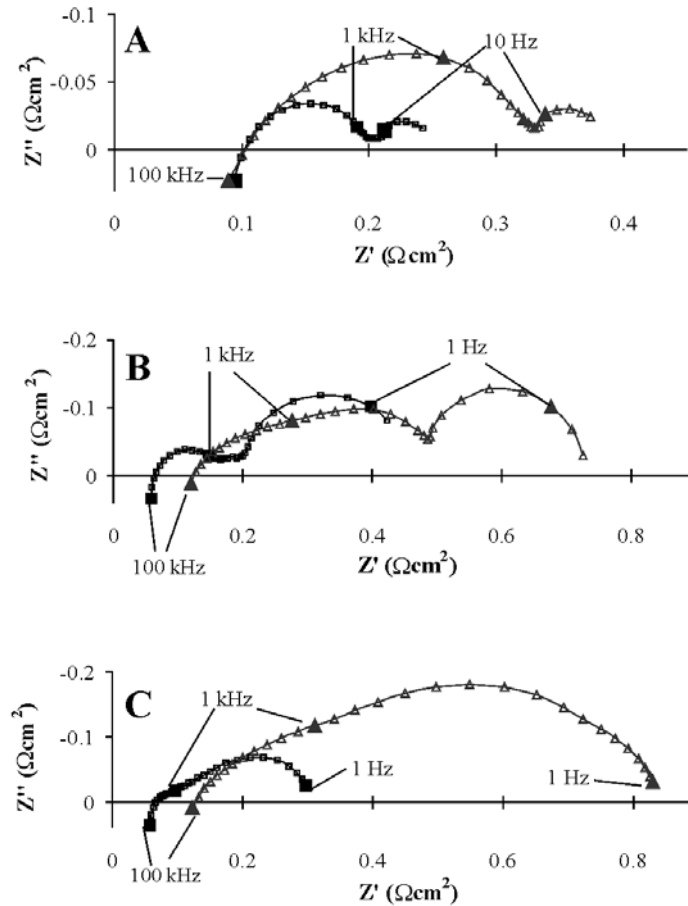 -0.1
A
1 kHz
10 Hz
-0.05
Z'' (Ωcm²)
0
100 kHz
0 0.1 0.2 0.3 0.4
Z' (Ωcm²)
-0.2
B
1 kHz
1 Hz
-0.1
Z'' (Ωcm²)
0
0 0.2 0.4 0.6 0.8
100 kHz
Z' (Ωcm²)
-0.2
C
1 kHz
-0.1
Z'' (Ωcm²)
1 Hz
1 Hz
0
100 kHz
0 0.2 0.4 0.6 0.8
Z' (Ωcm²)